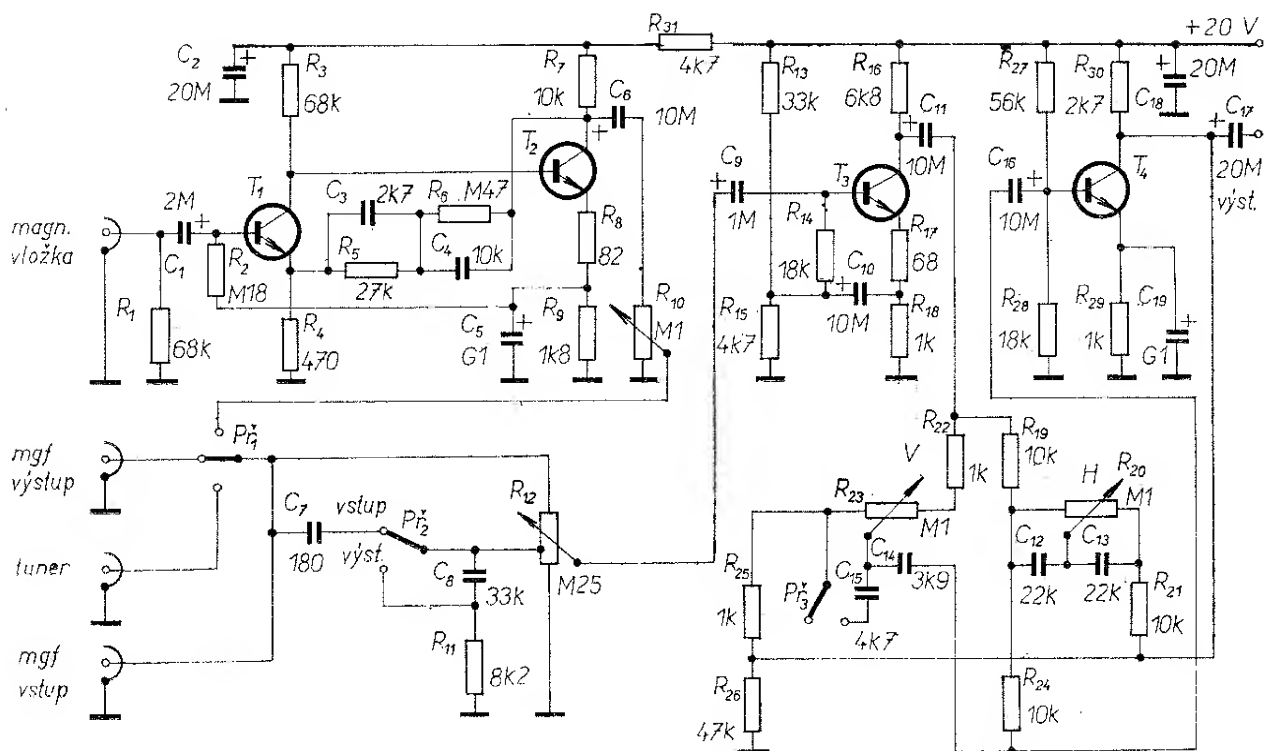 R31
+20 V
C2
20M
R3
68k
R7
10k
C6
10M
4k7
R13
33k
R16
6k8
C11
10M
R27
56k
R30
2k7
20M
C18
C17
20M
výst.
magn.
vložka
2M
C1
T1
C3
2k7
R6
M47
T2
R5
27k
C4
10k
R8
82
R2
M18
R1
68k
R4
470
C5
G1
R9
1k8
R10
M1
C9
1M
T3
R14
18k
C10
10M
R17
68
R15
4k7
R18
1k
C16
10M
T4
R28
18k
R29
1k
C19
G1
mgf
výstup
Př1
C7
180
vstup
Př2
výst.
R12
M25
C8
33k
tuner
R11
8k2
mgf
vstup
R22
1k
R19
10k
V
R23
M1
H
R20
M1
R25
1k
Př3
C14
3k9
C15
4k7
C12
22k
C13
22k
R21
10k
R26
47k
R24
10k